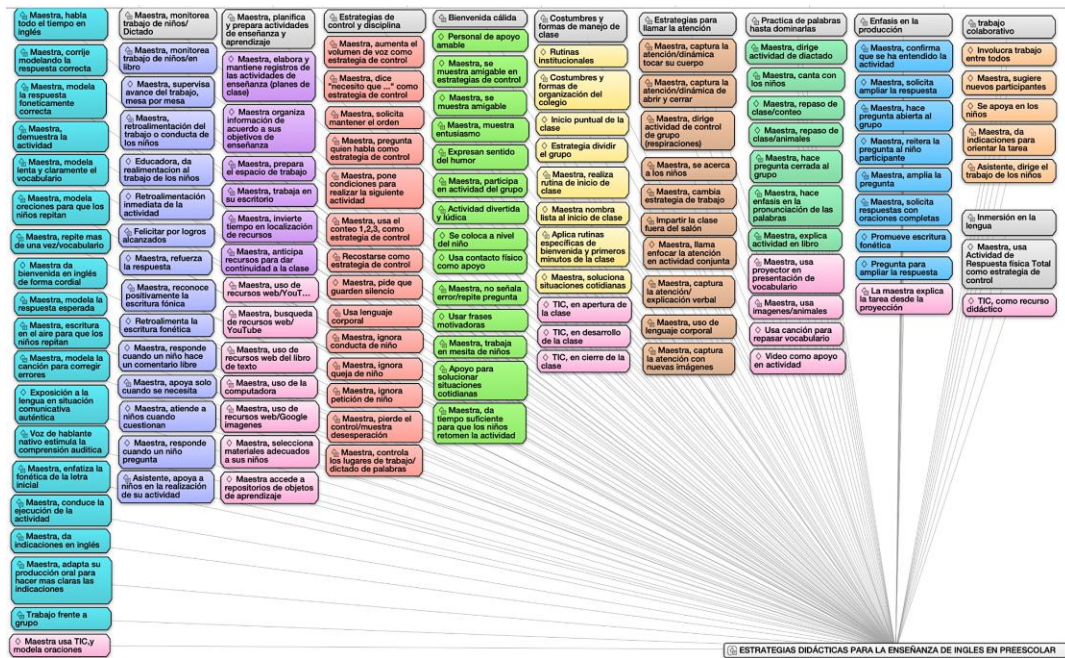 Maestra, habla
todo el tiempo en
inglés
Maestra, corrije
modelando la
respuesta correcta
Maestra, modela
la respuesta
foneticamente
correcta
Maestra,
demuestra la
actividad
Maestra, modela
lenta y claramente el
vocabulario
Maestra, modela
oreciones para que los
niños repitan
Maestra, repite mas
de una vez/vocabulario
Maestra da
bienvenida en inglés
de forma cordial
Maestra, modela la
respuesta esperada
Maestra, escritura
en el aire para que los
niños repitan
Maestra, modela la
canción para corregir
errores
Exposición a la
lengua en situación
comunicativa
auténtica
Voz de hablante
nativo estimula la
comprensión auditica
Maestra, enfatiza la
fonética de la letra
inicial
Maestra, conduce la
ejecución de la
actividad
Maestra, da
indicaciones en inglés
Maestra, adapta su
producción oral para
hacer mas claras las
indicaciones
Trabajo frente a
grupo
Maestra usa TIC,y
modela oraciones
Maestra, monitorea
trabajo de niños/
Dictado
Maestra, monitorea
trabajo de niños/en
libro
Maestra, supervisa
avance del trabajo, mesa
por mesa
Maestra,
retroalimentación del
trabajo o conducta de
los niños
Educadora, da
realimentacion al
trabajo de los niños
Retroalimentación
inmediata de la
actividad
Felicitar por logros
alcanzados
Maestra, refuerza
la respuesta
Maestra, reconoce
positivamente la
escritura fónica
Retroalimenta la
escritura fonética
Maestra, responde
cuando un niño hace
un comentario libre
Maestra, apoya solo
cuando se necesita
Maestra, atiende a
niños cuando
cuestionan
Maestra, responde
cuando un niño
pregunta
Asistente, apoya a
niños en la realización
de su actividad
Maestra, planifica
y prepara actividades
de enseñanza y
aprendizaje
Maestra, elabora y
mantiene registros de
las actividades de
enseñanza (planes de
clase)
Maestra organiza
información de
acuerdo a sus
objetivos de
enseñanza
Maestra, prepara
el espacio de trabajo
Maestra, trabaja en
su escritorio
Maestra, invierte
tiempo en localización
de recursos
Maestra, anticipa
recursos para dar
continuidad a la clase
Maestra, uso de
recursos web/YouT...
Maestra, busqueda
de recursos web/
YouTube
Maestra, uso de
recursos web del libro
de texto
Maestra, uso de la
computadora
Maestra, uso de
recursos web/Google
imagenes
Maestra, selecciona
materiales adecuados a
sus niños
Maestra accede a
repositorios de objetos
de aprendizaje
Estrategias de
control y disciplina
Maestra, aumenta el
volumen de voz como
estrategia de control
Maestra, dice
"necesito que ..." como
estrategia de control
Maestra, solicita
mantener el orden
Maestra, pregunta
quien habla como
estrategia de control
Maestra, pone
condiciones para
realizar la siguiente
actividad
Maestra, usa el
conteo 1,2,3, como
estrategia de control
Recostarse como
estrategia de control
Maestra, pide que
guarden silencio
Usa lenguaje
corporal
Maestra, ignora
conducta de niño
Maestra, ignora
queja de niño
Maestra, ignora
petición de niño
Maestra, pierde el
control/muestra
desesperación
Maestra, controla
los lugares de trabajo/
dictado de palabras
Bienvenida cálida
Personal de apoyo
amable
Maestra,
se muestra
amigable en
estrategias de control
Maestra, se
muestra amigable
Maestra, muestra
entusiasmo
Expresan sentido
del humor
Maestra, participa
en actividad del grupo
Actividad divertida
y lúdica
Se coloca a nivel
del niño
Usa contacto físico
como apoyo
Maestra, no señala
error/repite pregunta
Usar frases
motivadoras
Maestra, trabaja
en mesita de niños
Apoyo para
solucionar
situaciones
cotidianas
Maestra, da
tiempo suficiente
para que los niños
retomen la actividad
Costumbres y
formas de manejo de
clase
Rutinas
institucionales
Costumbres y
formas de
organización del
colegio
Inicio puntual de la
clase
Estrategia dividir
el grupo
Maestra, realiza
rutina de inicio de
clase
Maestra nombra
lista al inicio de clase
Aplica rutinas
específicas de
bienvenida y primeros
minutos de la clase
Maestra, soluciona
situaciones cotidianas
TIC, en apertura de
la clase
TIC, en desarrollo
de la clase
TIC, en cierre de la
clase
Estrategias para
llamar la atención
Maestra, captura la
atención/dinámica
tocar su cuerpo
Maestra, captura la
atención/dinámica de
abrir y cerrar
Maestra, dirige
actividad de control de
grupo
(respiraciones)
Maestra, se acerca
a los niños
Maestra, cambia
estrategia de trabajo
Impartir la clase
fuera del salón
Maestra, llama
enfocar la atención
en actividad conjunta
Maestra, captura
la atención/
explicación verbal
Maestra, uso de
lenguaje corporal
Maestra, captura
la atención con
nuevas imágenes
Practica de palabras
hasta dominarlas
Maestra, dirige
actividad de diactado
Maestra, canta con
los niños
Maestra, repaso de
clase/conteo
Maestra, repaso de
clase/animales
Maestra, hace
pregunta cerrada al
grupo
Maestra, hace
enfasis en la
pronunciación de las
palabras
Maestra, explica
actividad en libro
Maestra, usa
proyector en
presentación de
vocabulario
Maestra, usa
imagenes/animales
Usa canción para
repasar vocabulario
Video como apoyo
en actividad
Enfasis en la
producción
Maestra, confirma
que se ha entendido la
actividad
Maestra, solicita
ampliar la respuesta
Maestra, hace
pregunta abierta al
grupo
Maestra, reitera la
pregunta al niño
participante
Maestra, amplia la
pregunta
Maestra, solicita
respuestas con
oraciones completas
Promueve escritura
fonética
Pregunta para
ampliar la respuesta
La maestra explica
la tarea desde la
proyección
trabajo
colaborativo
Involucra trabajo
entre todos
Maestra, sugiere
nuevos participantes
Se apoya en los
niños
Maestra, da
indicaciones para
orientar la tarea
Asistente, dirige el
trabajo de los niños
Inmersión en la
lengua
Maestra, usa
Actividad de
Respuesta física Total
como estrategia de
control
TIC, como recurso
didáctico
ESTRATEGIAS DIDÁCTICAS PARA LA ENSEÑANZA DE INGLES EN PREESCOLAR